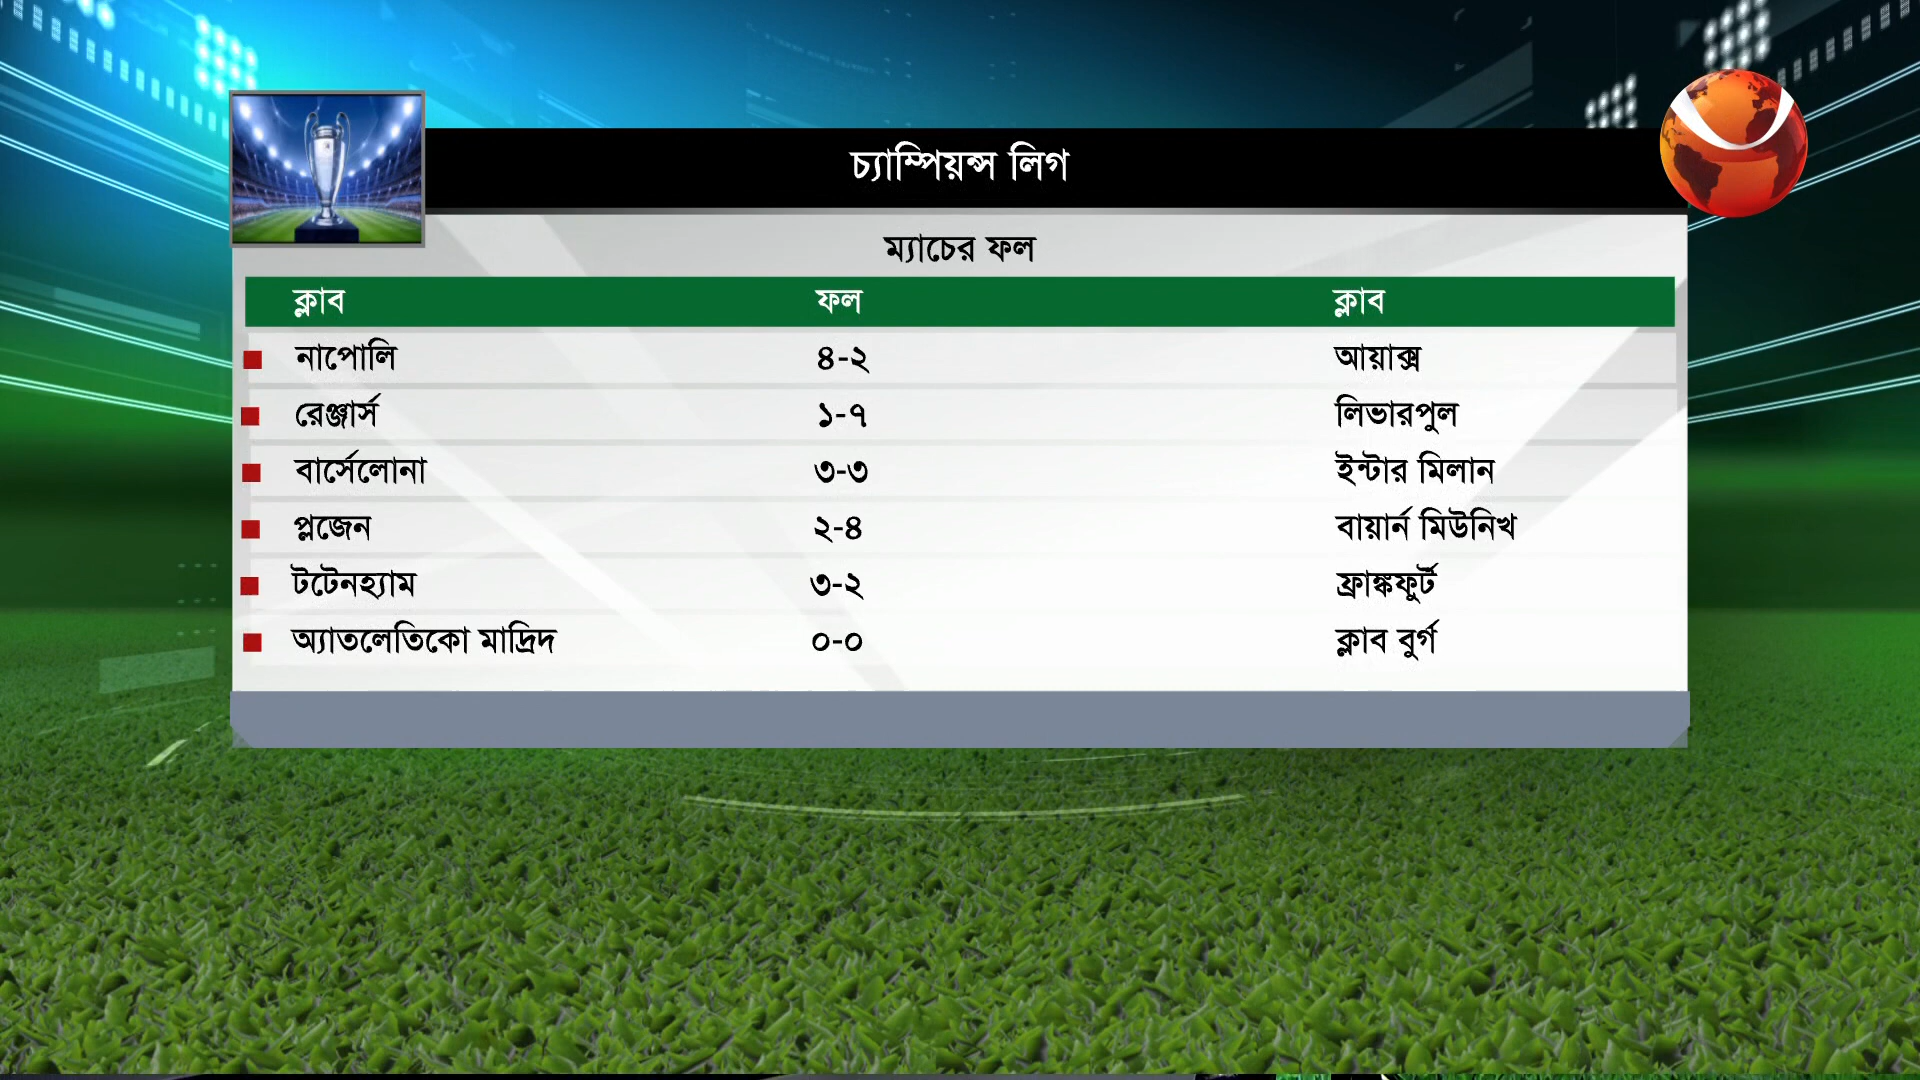 চ্যাম্পিয়ন্স লিগ
ম্যাচের ফল
ক্লাব ফল ক্লাব
নাপোলি ৪-২ আয়াক্স
রেঞ্জার্স ১-৭ লিভারপুল
বার্সেলোনা ৩-৩ ইন্টার মিলান
প্লজেন ২-৪ বায়ার্ন মিউনিখ
টটেনহ্যাম ৩-২ ফ্রাঙ্কফুর্ট
অ্যাতলেতিকো মাদ্রিদ ০-০ ক্লাব বুর্গ